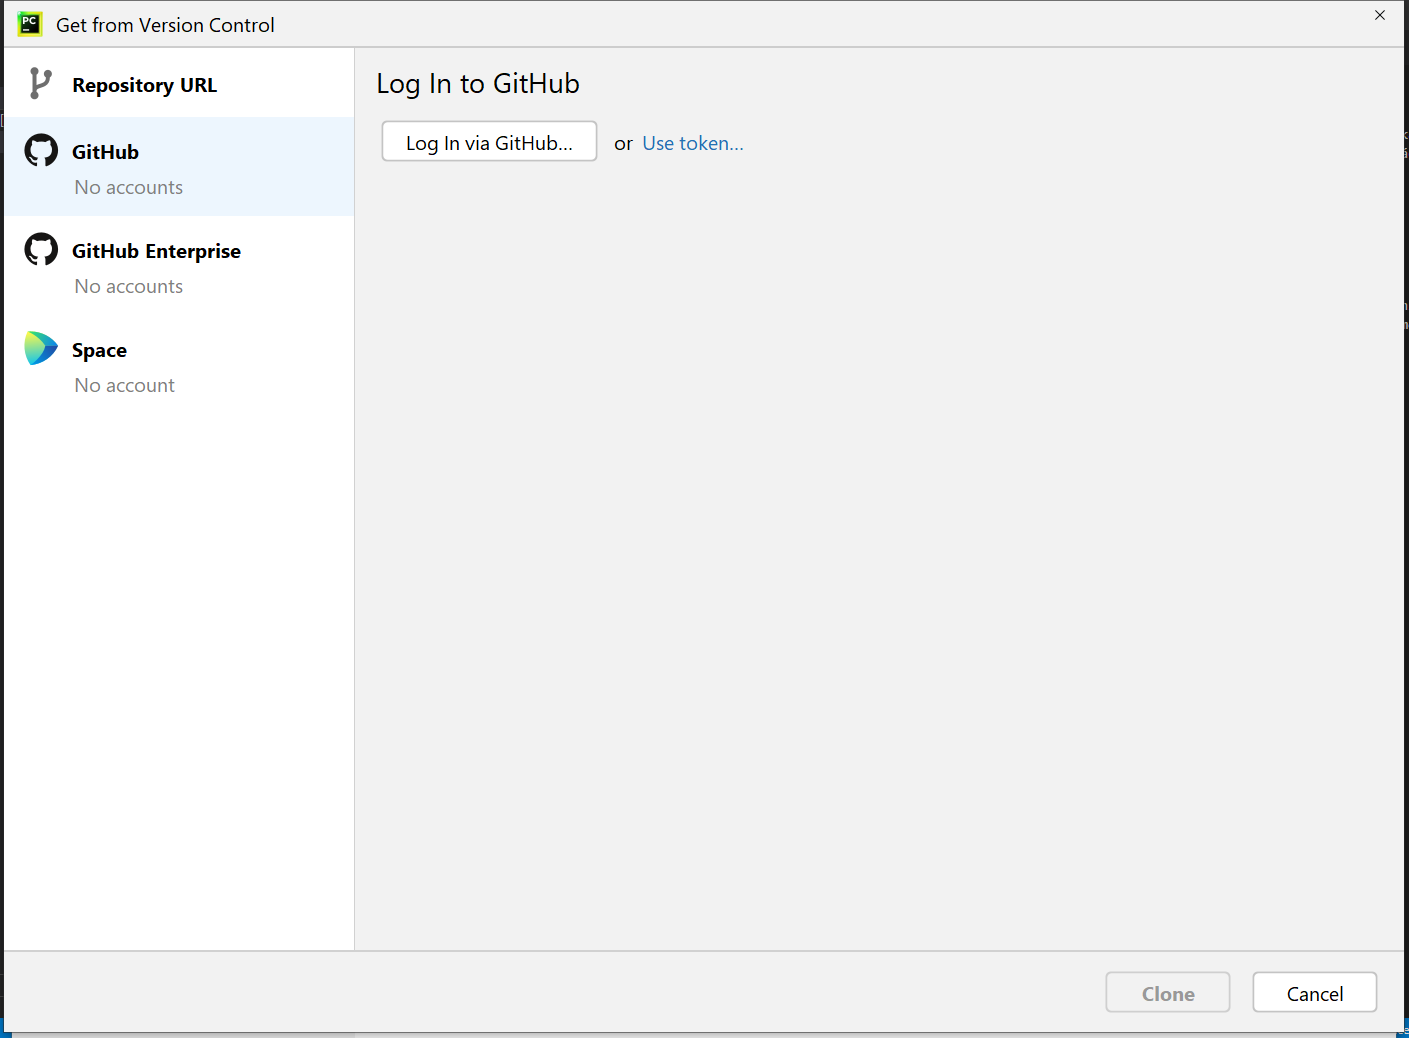 PC
Get from Version Control
Repository URL
GitHub
No accounts
GitHub Enterprise
No accounts
Space
No account
Log In to GitHub
Log In via GitHub... or Use token...
Clone
Cancel